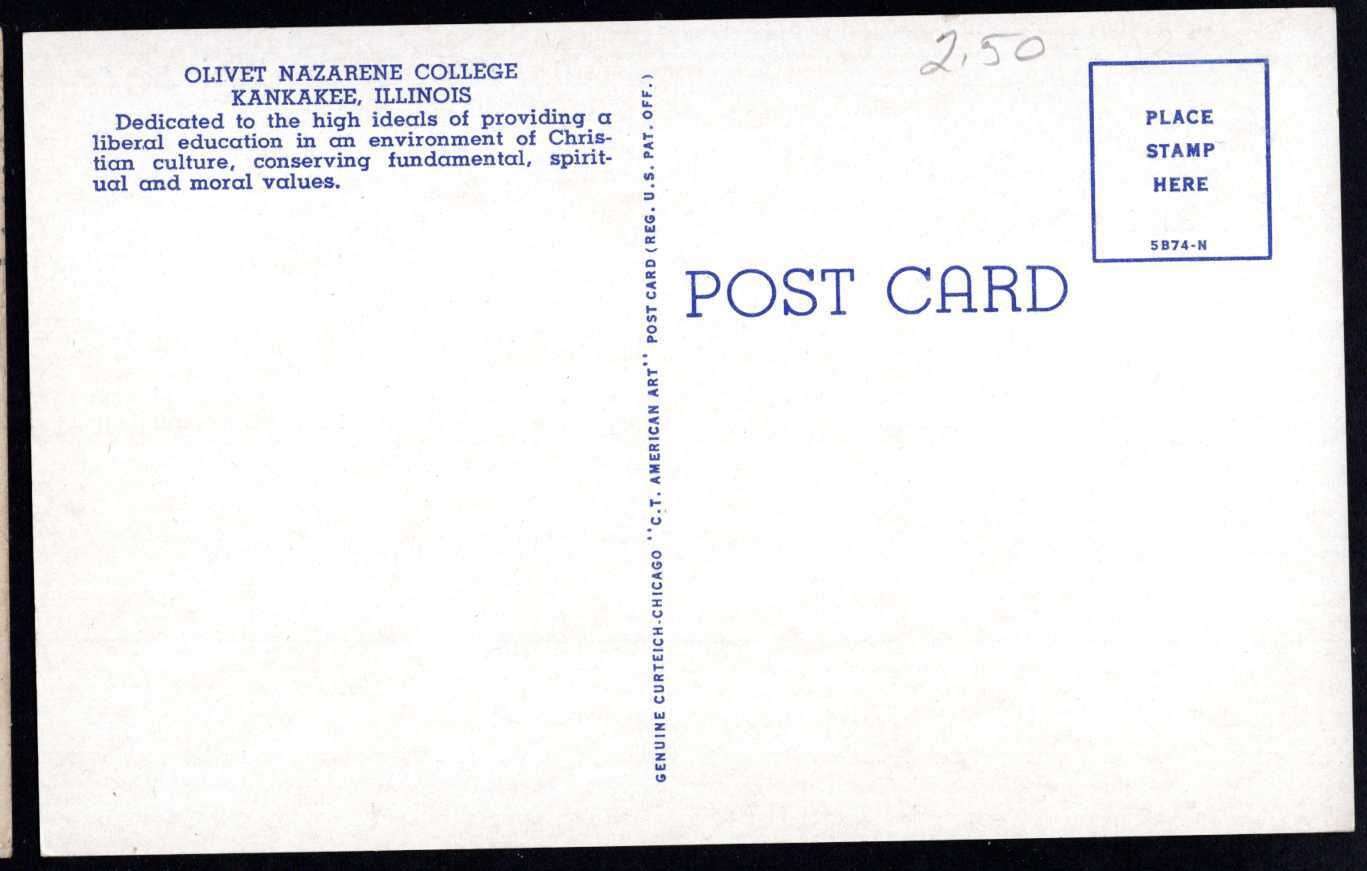 OLIVET NAZARENE COLLEGE
KANKAKEE, ILLINOIS
Dedicated to the high ideals of providing a
liberal education in an environment of Chris-
tian culture, conserving fundamental, spirit-
ual and moral values.
GENUINE CURTEICH-CHICAGO "C.T. AMERICAN ART" POST CARD (REG. U.S. PAT. OFF.)
2.50
PLACE
STAMP
HERE
5B74-N
POST CARD